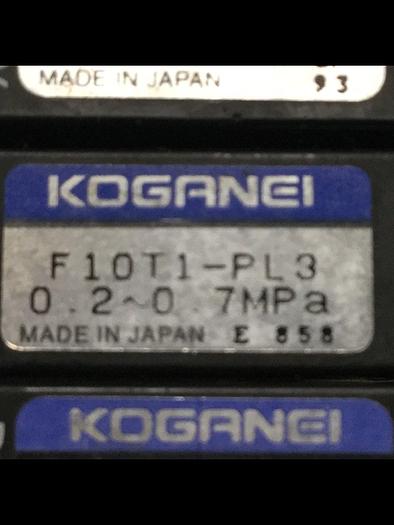 MADE IN JAPAN 93
KOGANEI
F10T1-PL3
0.2~0.7MPa
MADE IN JAPAN E 858
KOGANEI